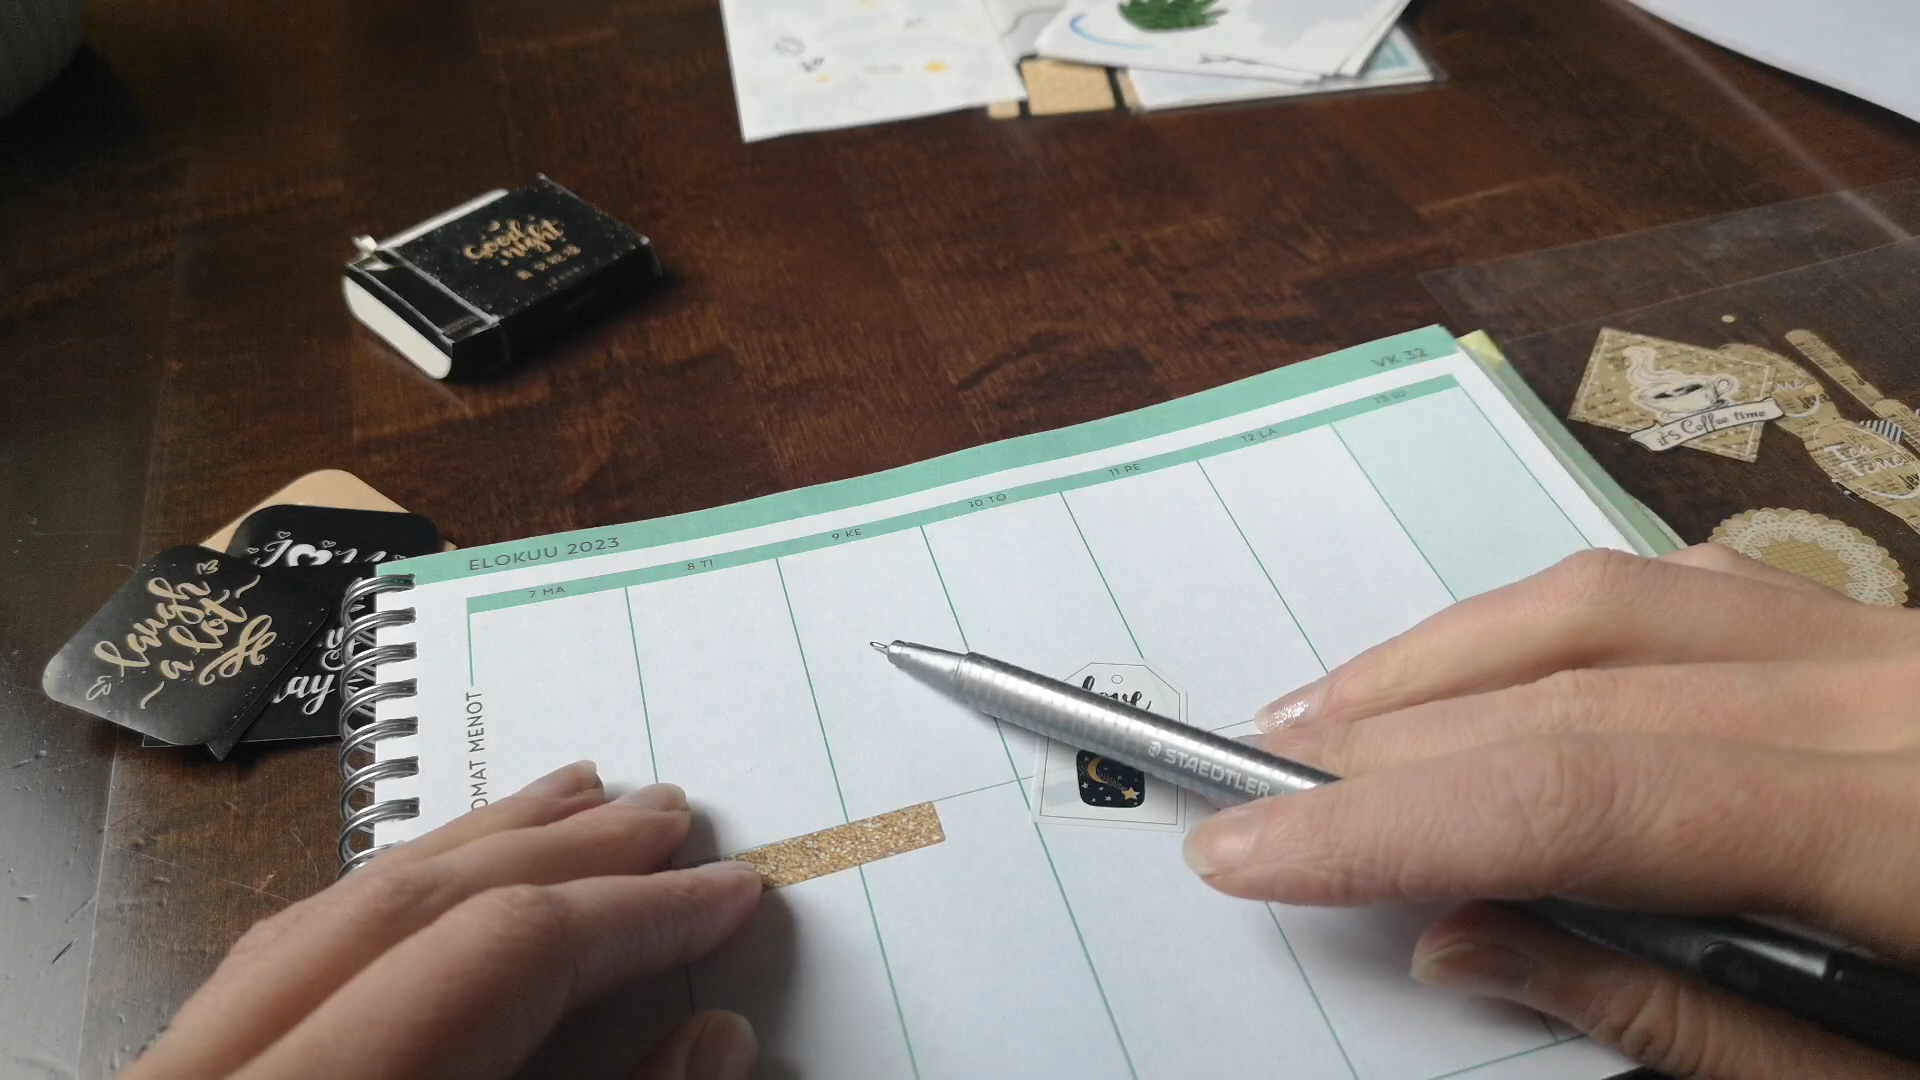 Good
night
VK 32
ELOKUU 2023
7 MA
8 TI
9 KE
10 TO
11 PE
12 LA
13 SU
OMAT MENOT
laugh
a lot
love
STAEDTLER
it's Coffee time
Tea
Time